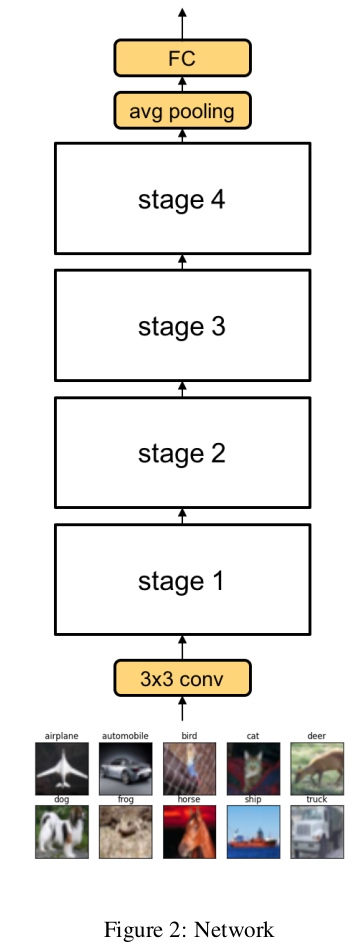 FC
avg pooling
stage 4
stage 3
stage 2
stage 1
3x3 conv
airplane automobile bird cat deer
dog frog horse ship truck
Figure 2: Network